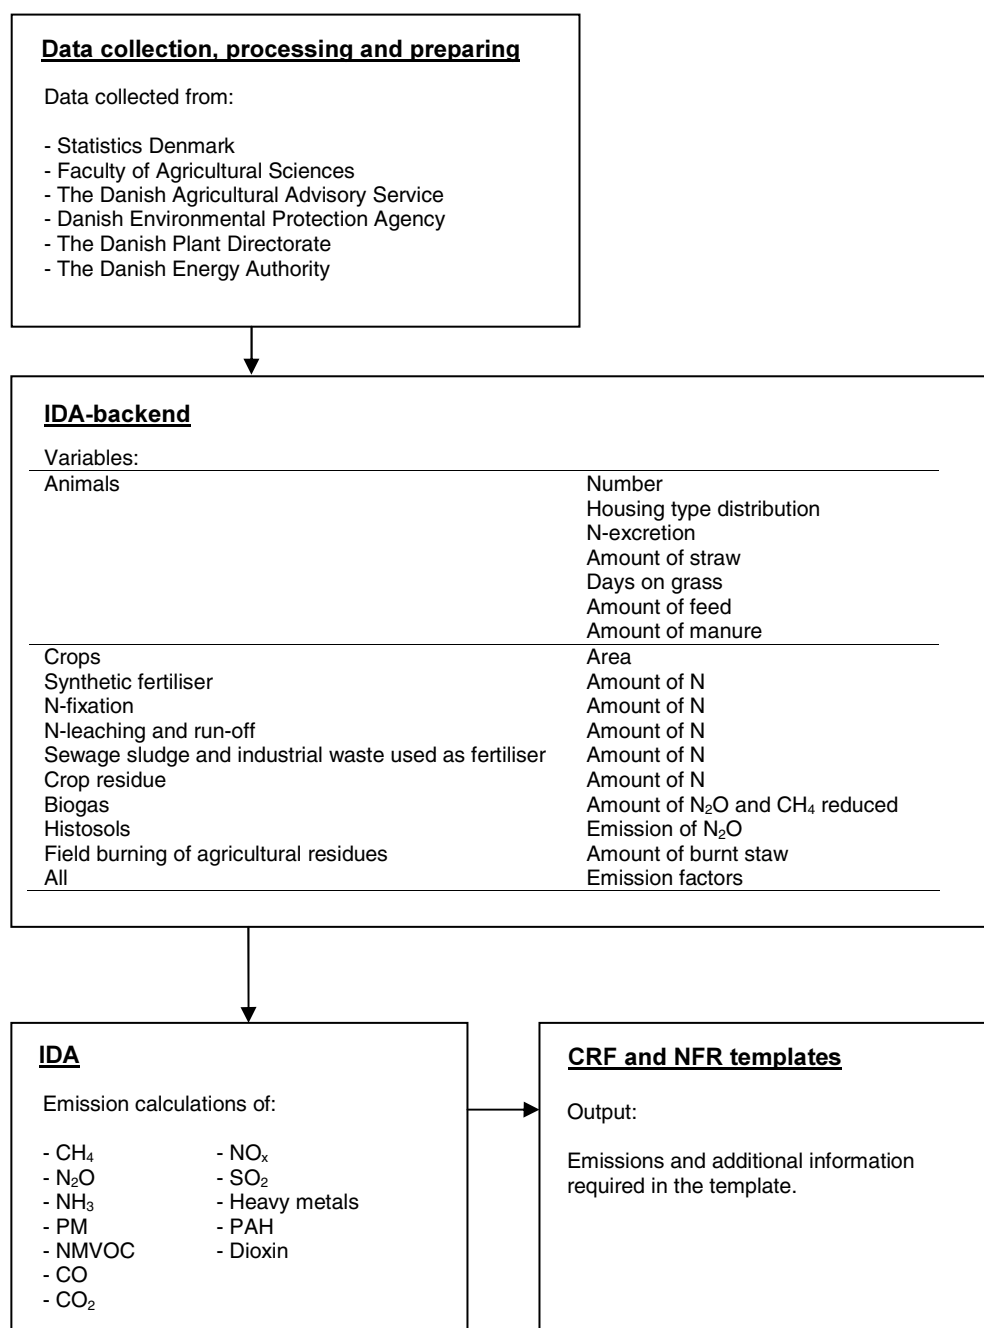 Data collection, processing and preparing
Data collected from:
- Statistics Denmark
- Faculty of Agricultural Sciences
- The Danish Agricultural Advisory Service
- Danish Environmental Protection Agency
- The Danish Plant Directorate
- The Danish Energy Authority
IDA-backend
Variables:
Animals Number
Housing type distribution
N-excretion
Amount of straw
Days on grass
Amount of feed
Amount of manure
Crops Area
Synthetic fertiliser Amount of N
N-fixation Amount of N
N-leaching and run-off Amount of N
Sewage sludge and industrial waste used as fertiliser Amount of N
Crop residue Amount of N
Biogas Amount of N₂O and CH₄ reduced
Histosols Emission of N₂O
Field burning of agricultural residues Amount of burnt staw
All Emission factors
IDA
Emission calculations of:
- CH₄ - NOₓ
- N₂O - SO₂
- NH₃ - Heavy metals
- PM - PAH
- NMVOC - Dioxin
- CO
- CO₂
CRF and NFR templates
Output:
Emissions and additional information
required in the template.